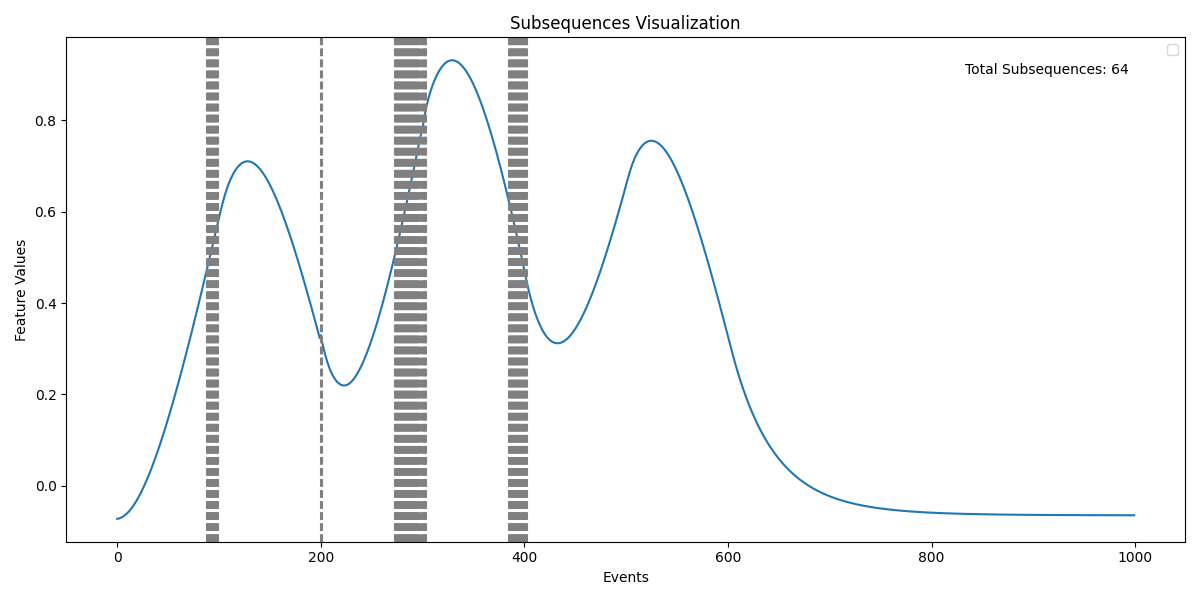 Subsequences Visualization
Total Subsequences: 64
Feature Values
0.8
0.6
0.4
0.2
0.0
0 200 400 600 800 1000
Events